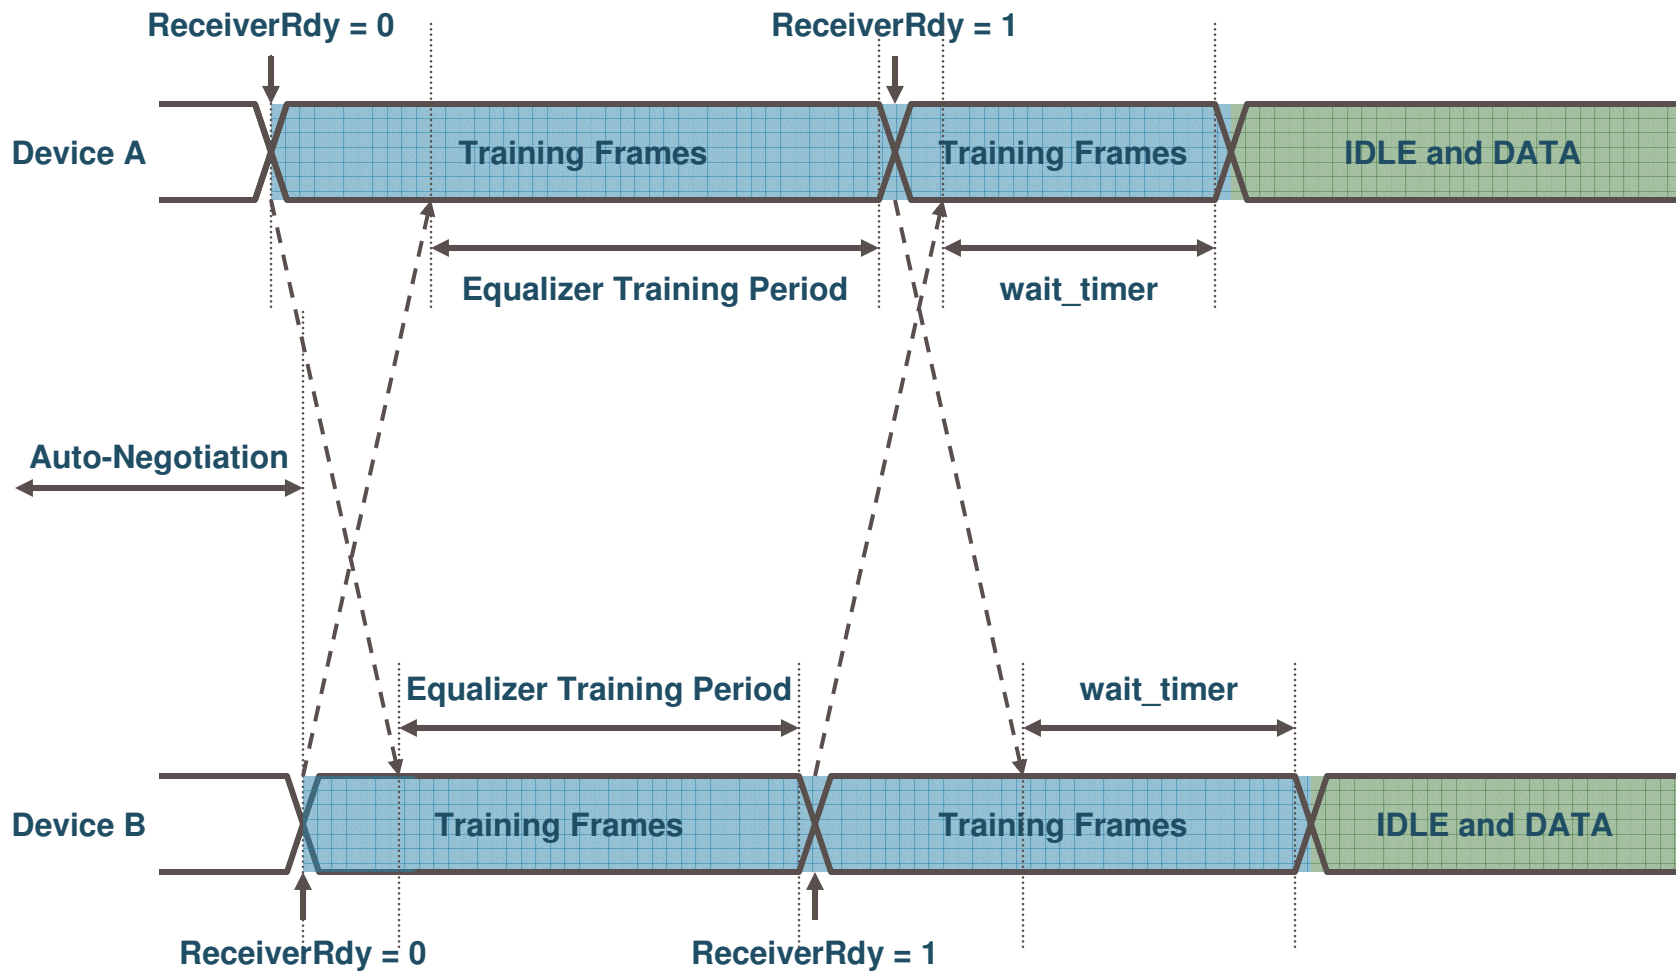 ReceiverRdy = 0
ReceiverRdy = 1
Device A
Training Frames
Training Frames
IDLE and DATA
Equalizer Training Period
wait_timer
Auto-Negotiation
Equalizer Training Period
wait_timer
Device B
Training Frames
Training Frames
IDLE and DATA
ReceiverRdy = 0
ReceiverRdy = 1